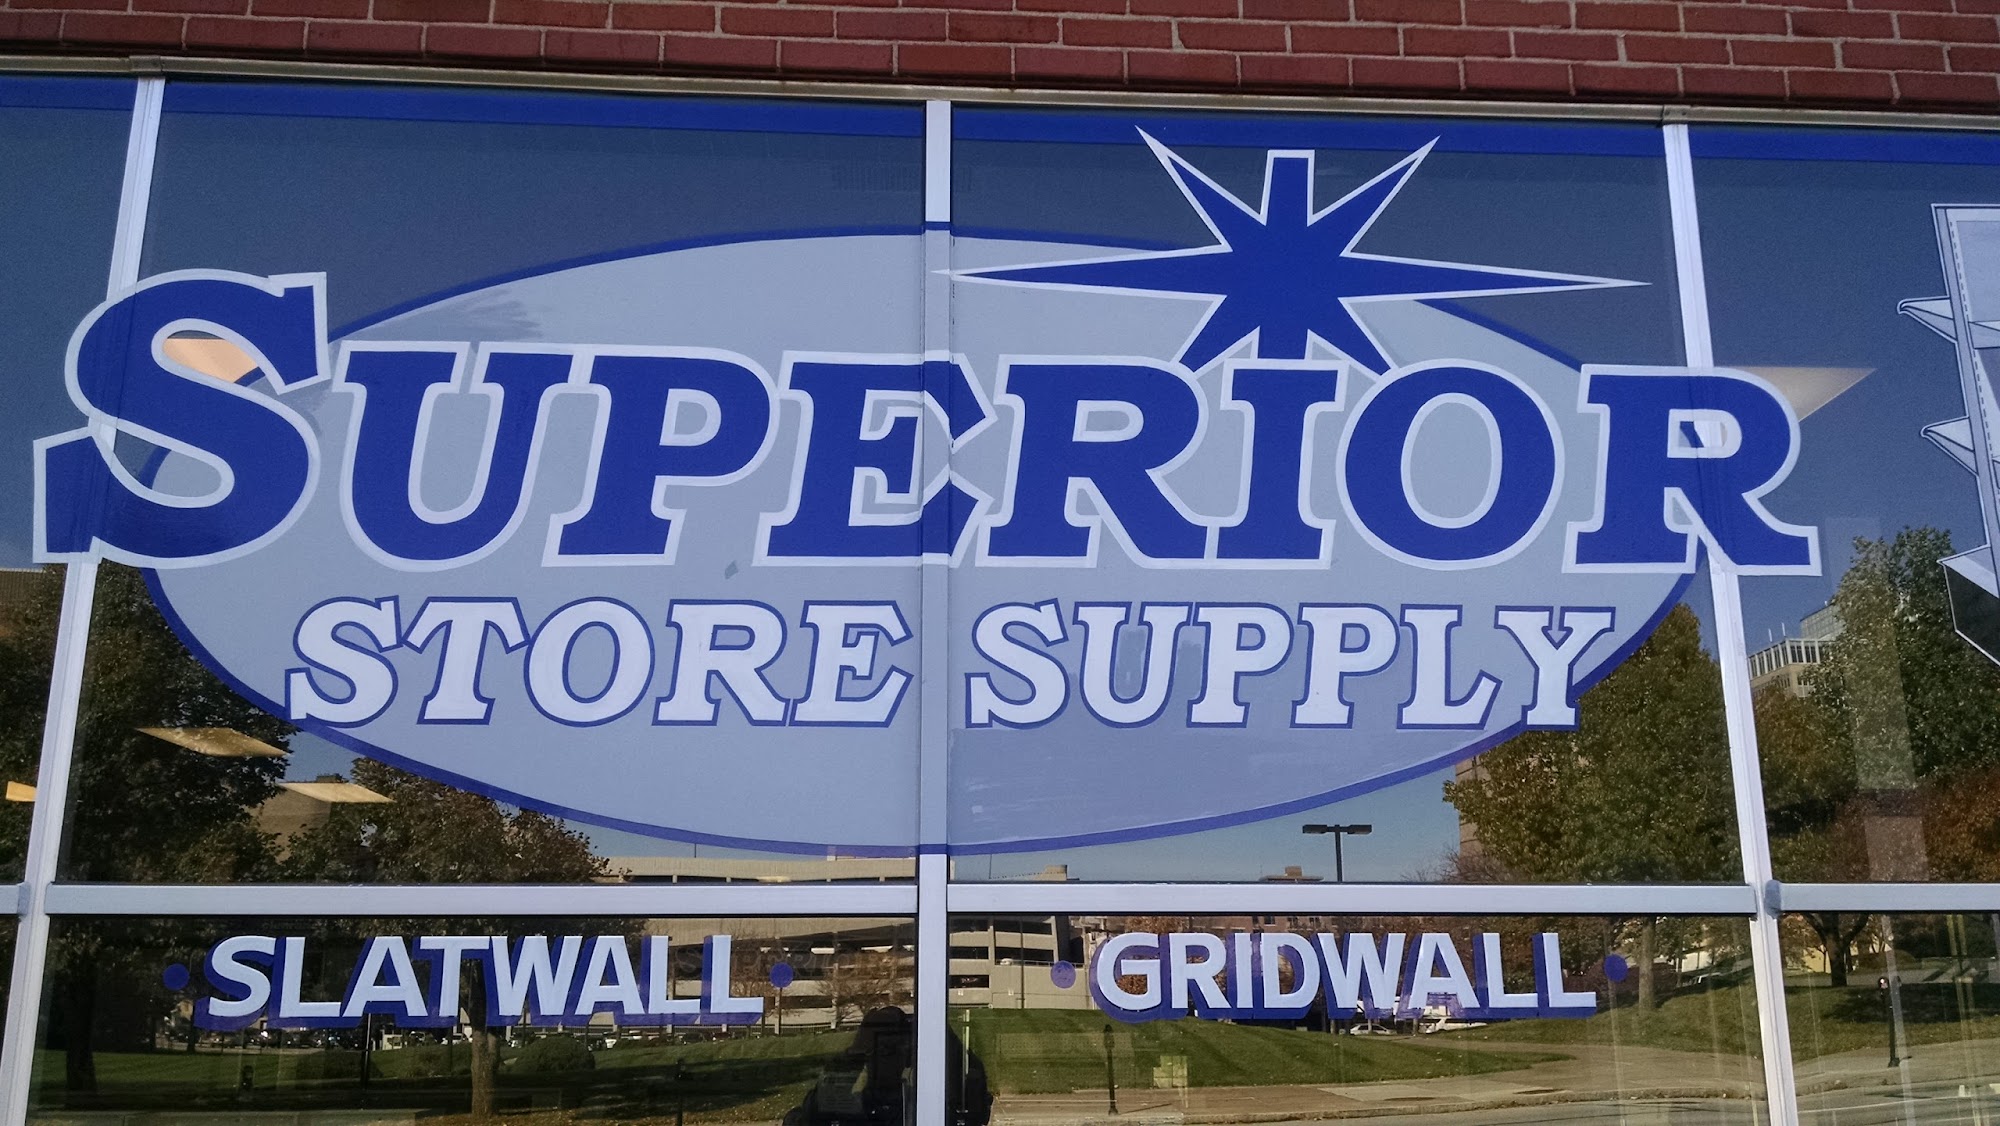 SUPERIOR
STORE SUPPLY
• SLATWALL • • GRIDWALL •